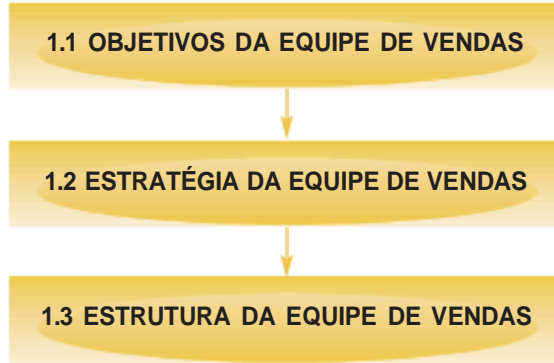 1.1 OBJETIVOS DA EQUIPE DE VENDAS
1.2 ESTRATÉGIA DA EQUIPE DE VENDAS
1.3 ESTRUTURA DA EQUIPE DE VENDAS